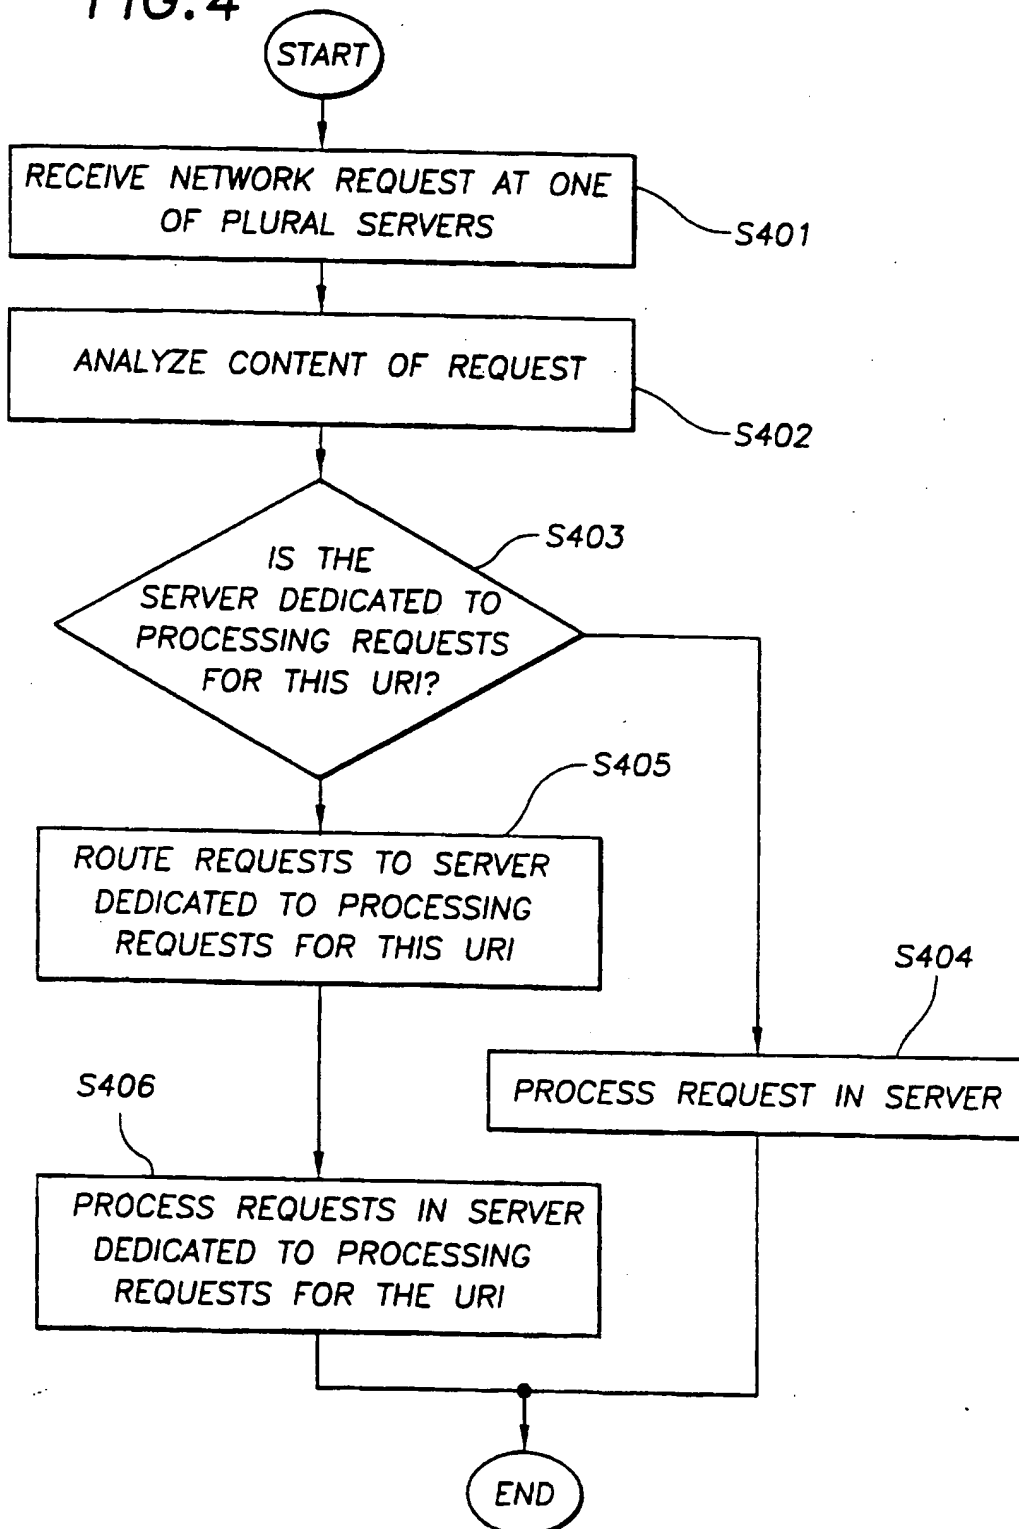 FIG.4
START
RECEIVE NETWORK REQUEST AT ONE
OF PLURAL SERVERS
S401
ANALYZE CONTENT OF REQUEST
S402
S403
IS THE
SERVER DEDICATED TO
PROCESSING REQUESTS
FOR THIS URI?
S405
ROUTE REQUESTS TO SERVER
DEDICATED TO PROCESSING
REQUESTS FOR THIS URI
S404
PROCESS REQUEST IN SERVER
S406
PROCESS REQUESTS IN SERVER
DEDICATED TO PROCESSING
REQUESTS FOR THE URI
END